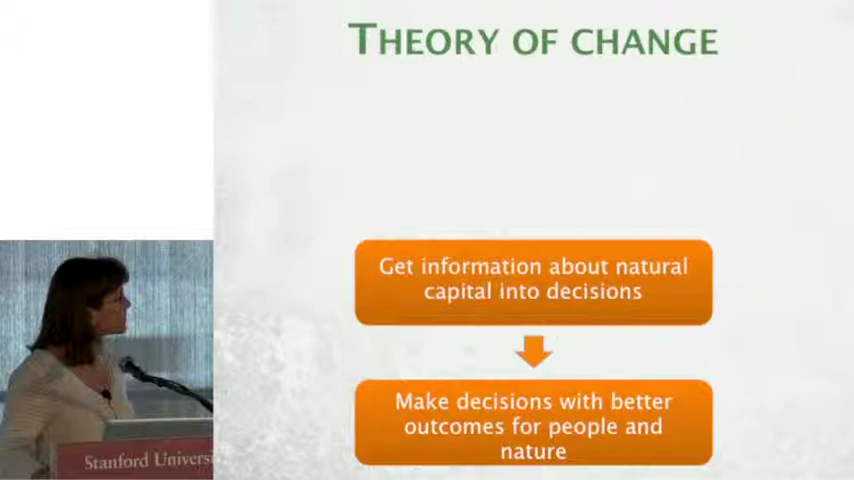 THEORY OF CHANGE
Get information about natural
capital into decisions
Make decisions with better
outcomes for people and
nature
Stanford